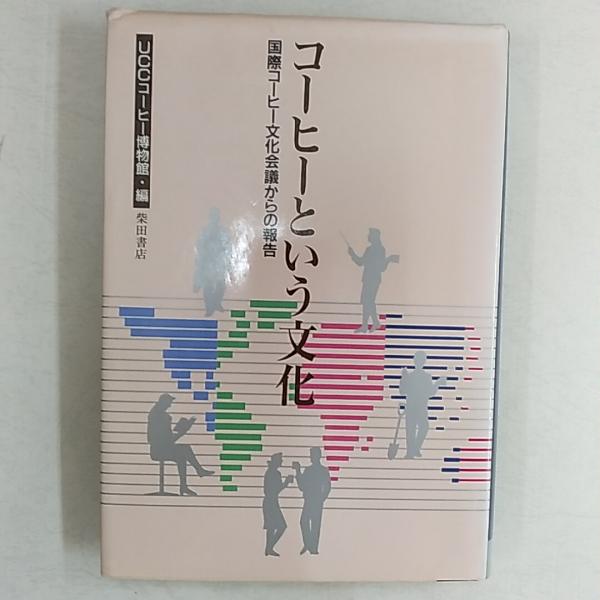 コーヒーという文化
国際コーヒー文化会議からの報告
UCCコーヒー博物館・編
柴田書店